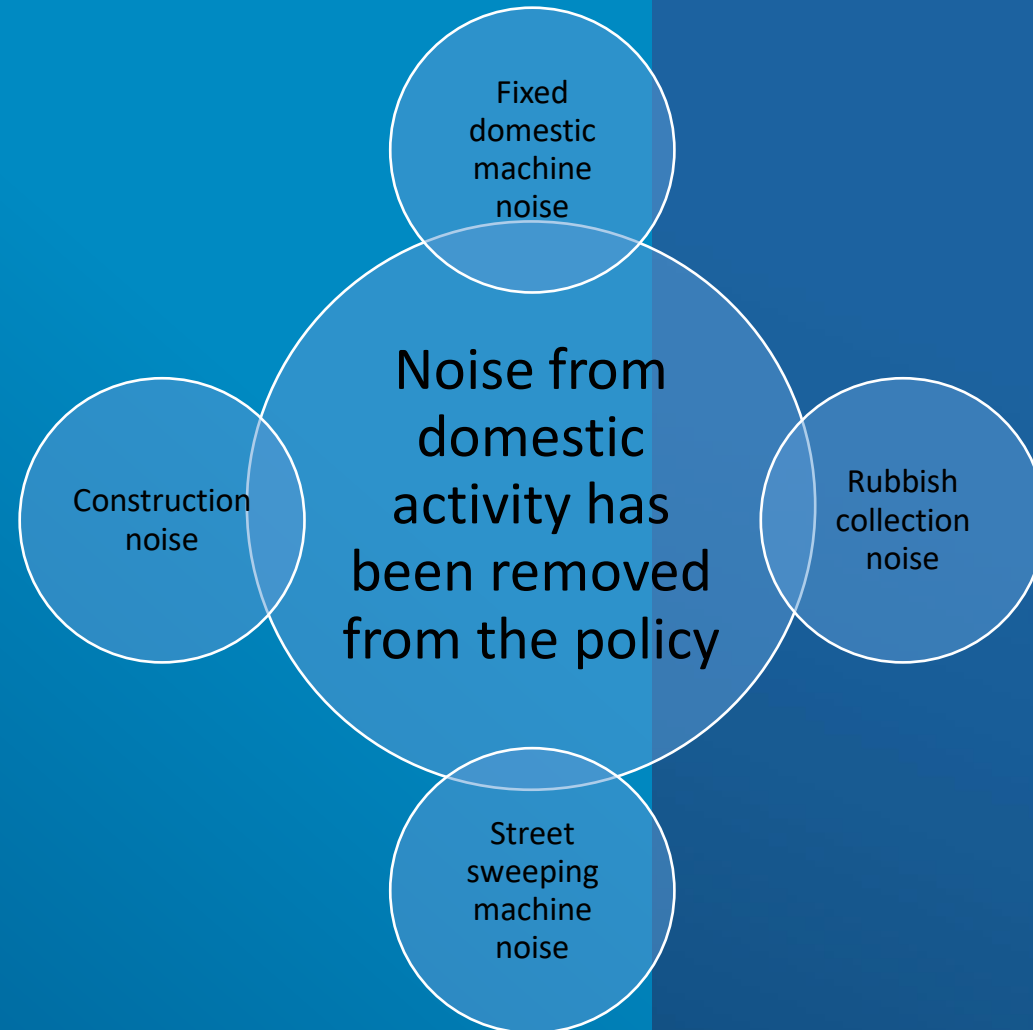 Fixed
domestic
machine
noise
Noise from
domestic
activity has
been removed
from the policy
Construction
noise
Rubbish
collection
noise
Street
sweeping
machine
noise